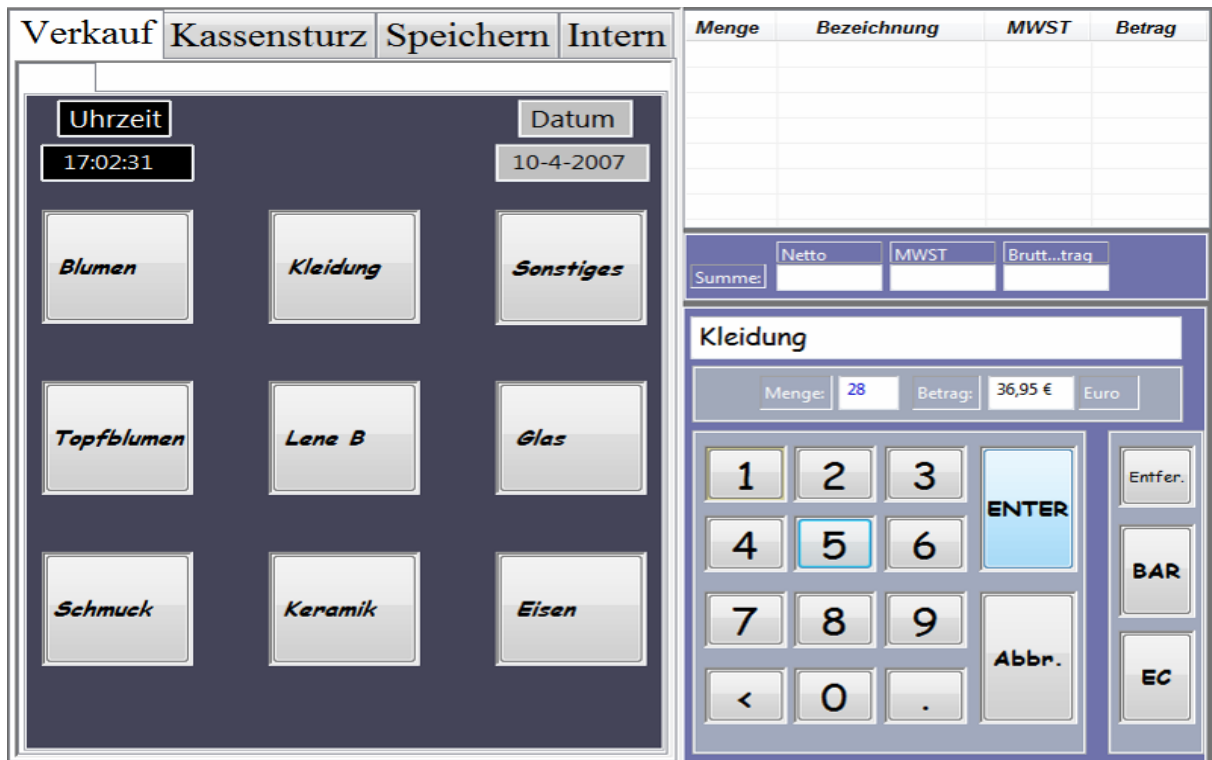 Verkauf Kassensturz Speichern Intern
Uhrzeit Datum
17:02:31 10-4-2007
Blumen Kleidung Sonstiges
Topfblumen Lene B Glas
Schmuck Keramik Eisen
Menge Bezeichnung MWST Betrag
Netto MWST Brutt...trag
Summe:
Kleidung
Menge: 28 Betrag: 36,95 € Euro
1 2 3 ENTER
4 5 6
7 8 9 Abbr.
< 0 .
Entfer.
BAR
EC